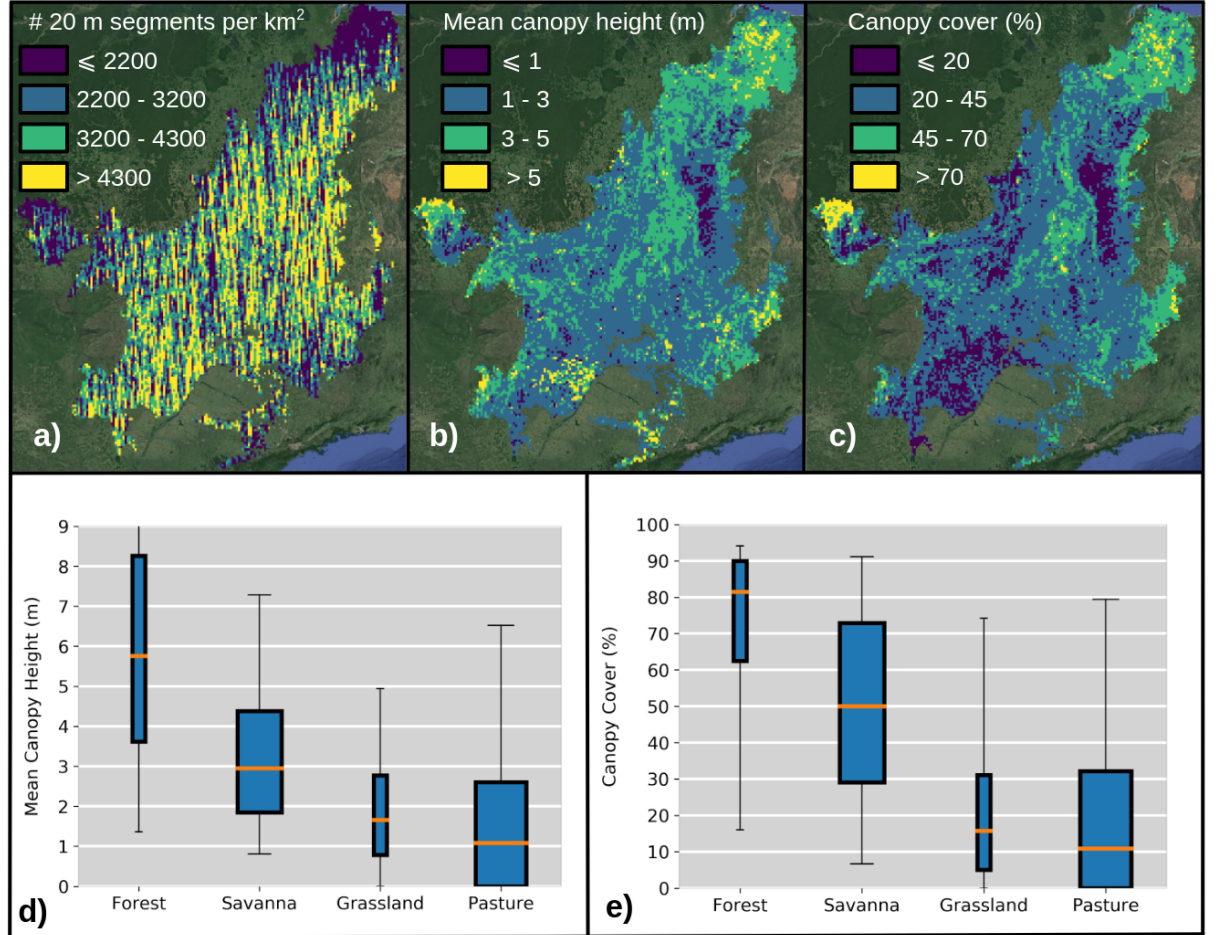 # 20 m segments per km²
⩽ 2200
2200 - 3200
3200 - 4300
> 4300
a)
Mean canopy height (m)
⩽ 1
1 - 3
3 - 5
> 5
b)
Canopy cover (%)
⩽ 20
20 - 45
45 - 70
> 70
c)
Mean Canopy Height (m)
9
8
7
6
5
4
3
2
1
0
Forest Savanna Grassland Pasture
d)
Canopy Cover (%)
100
90
80
70
60
50
40
30
20
10
0
Forest Savanna Grassland Pasture
e)